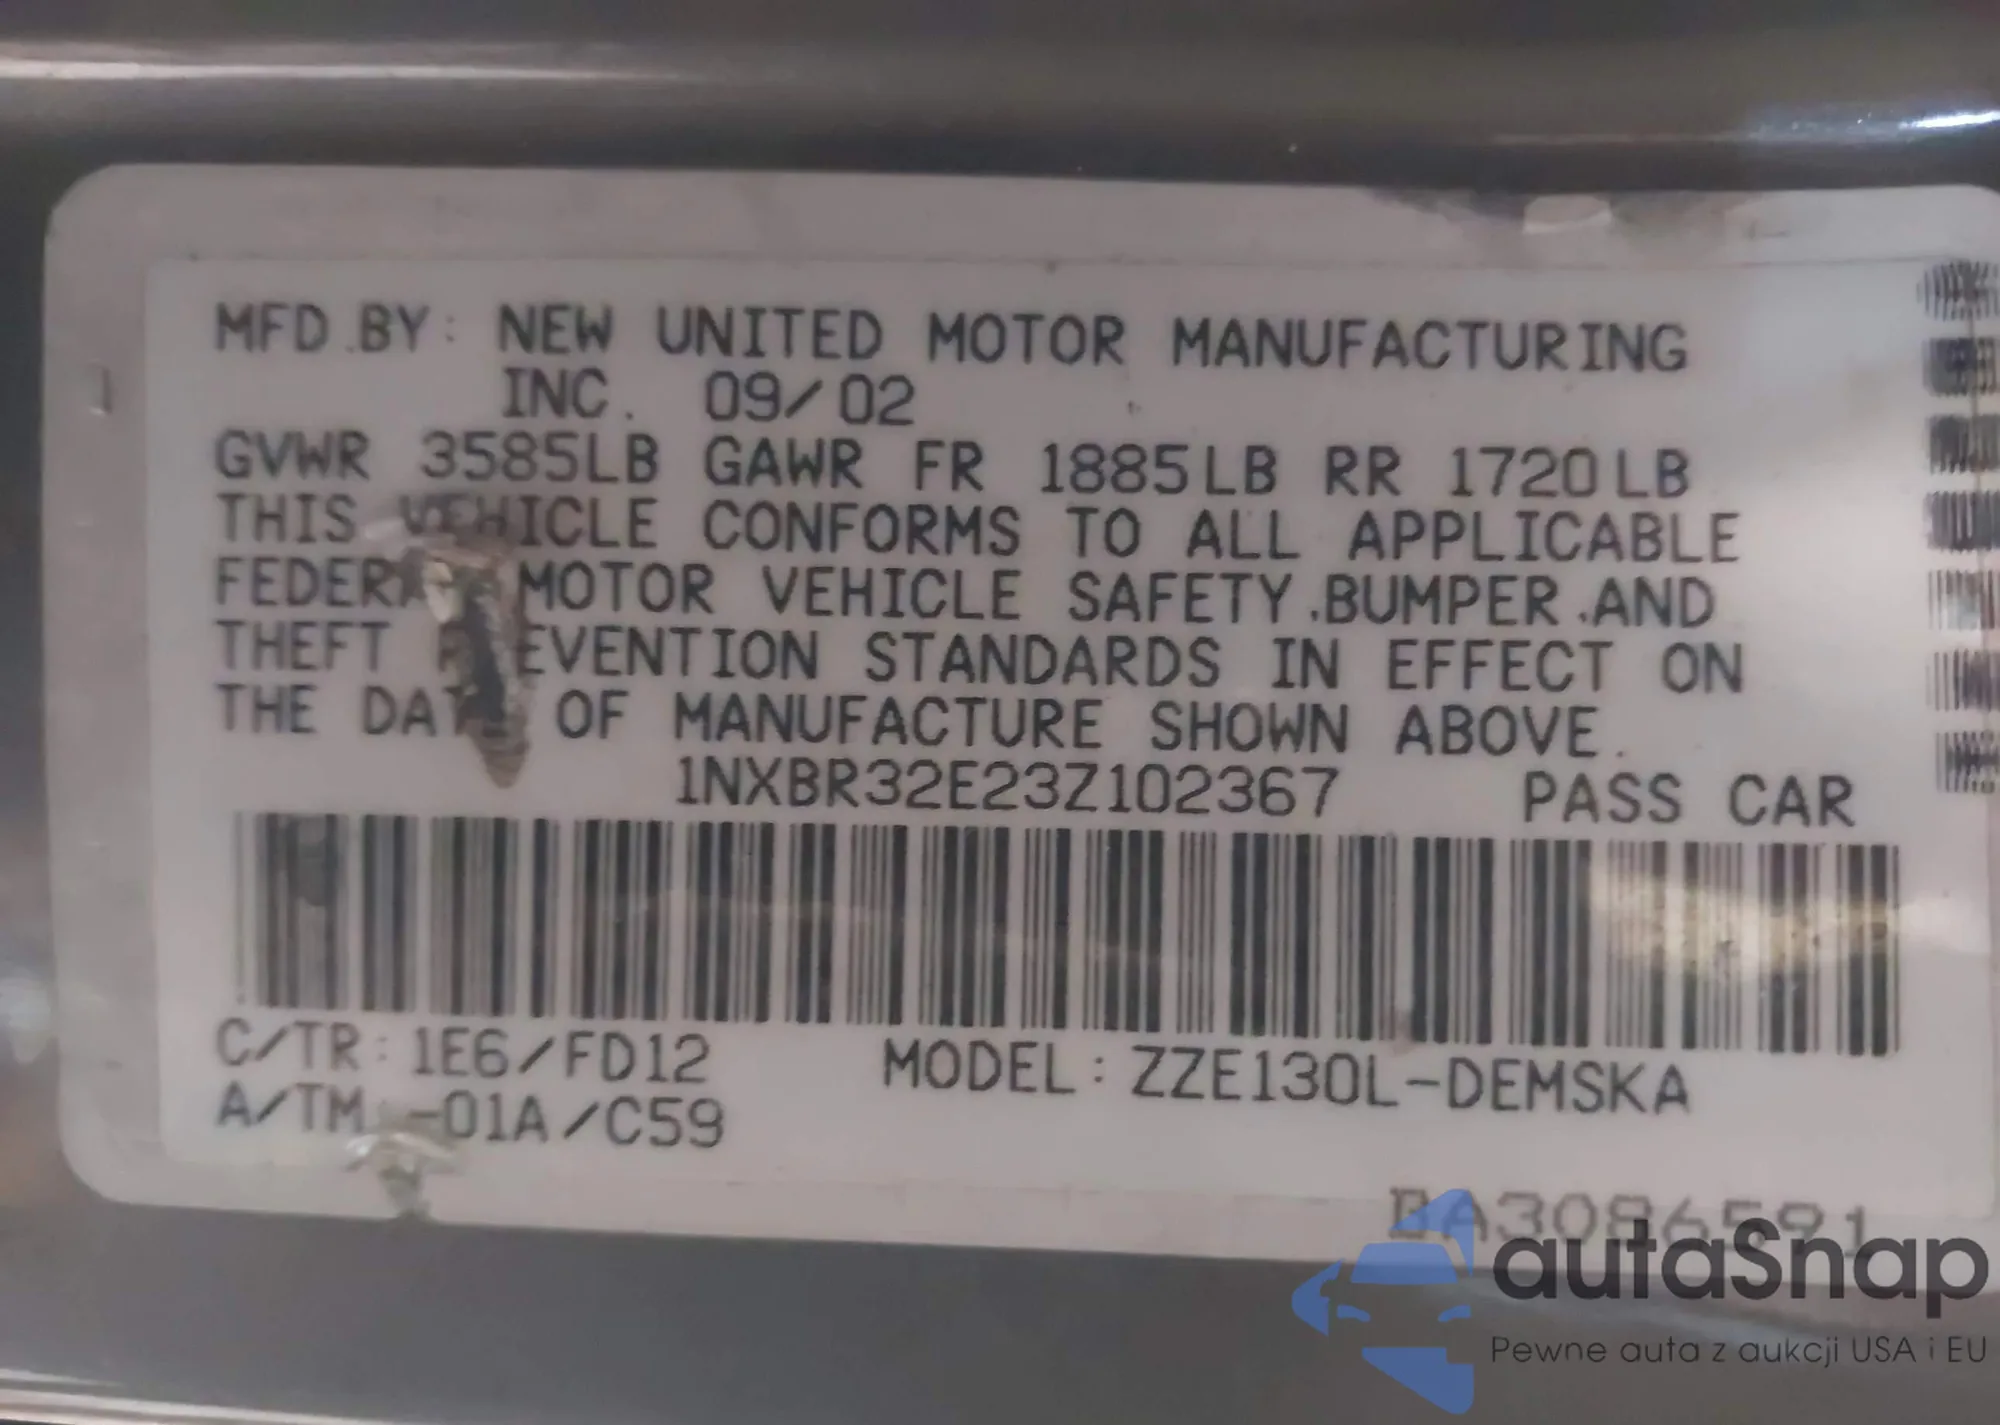 MFD.BY: NEW UNITED MOTOR MANUFACTURING
INC. 09/02
GVWR 3585LB GAWR FR 1885LB RR 1720LB
THIS VEHICLE CONFORMS TO ALL APPLICABLE
MOTOR VEHICLE SAFETY.BUMPER.AND
THEFT STANDARDS IN EFFECT ON
THE OF MANUFACTURE SHOWN ABOVE.
1NXBR32E23Z102367 PASS CAR
C/TR: 1E6/FD12 MODEL: ZZE130L-DEMSKA
A/TM -01A/C59
BA3086591
autaSnap
Pewne auta z aukcji USA i EU